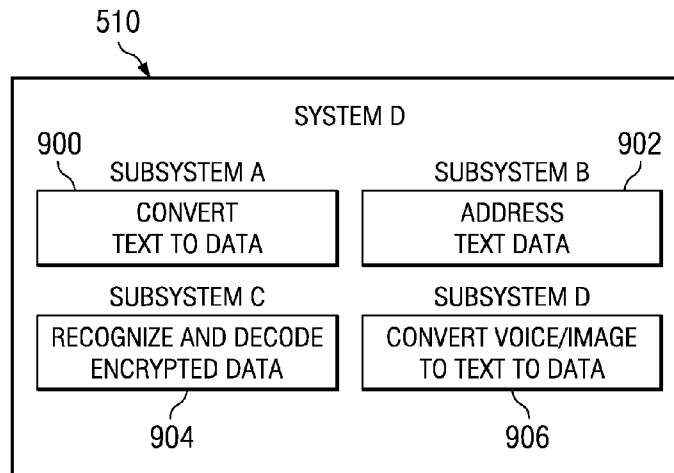 510
SYSTEM D
900
902
SUBSYSTEM A
SUBSYSTEM B
CONVERT
TEXT TO DATA
ADDRESS
TEXT DATA
SUBSYSTEM C
SUBSYSTEM D
RECOGNIZE AND DECODE
ENCRYPTED DATA
CONVERT VOICE/IMAGE
TO TEXT TO DATA
904
906